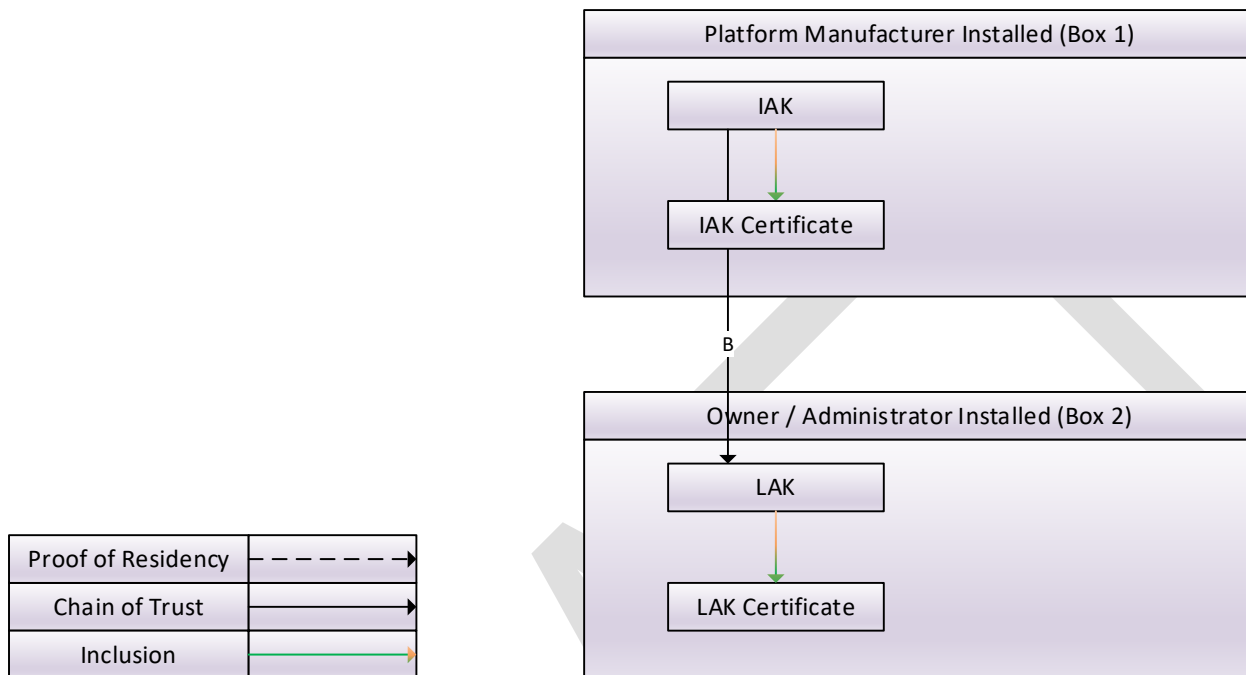 Platform Manufacturer Installed (Box 1)
IAK
IAK Certificate
B
Owner / Administrator Installed (Box 2)
LAK
LAK Certificate
Proof of Residency
Chain of Trust
Inclusion